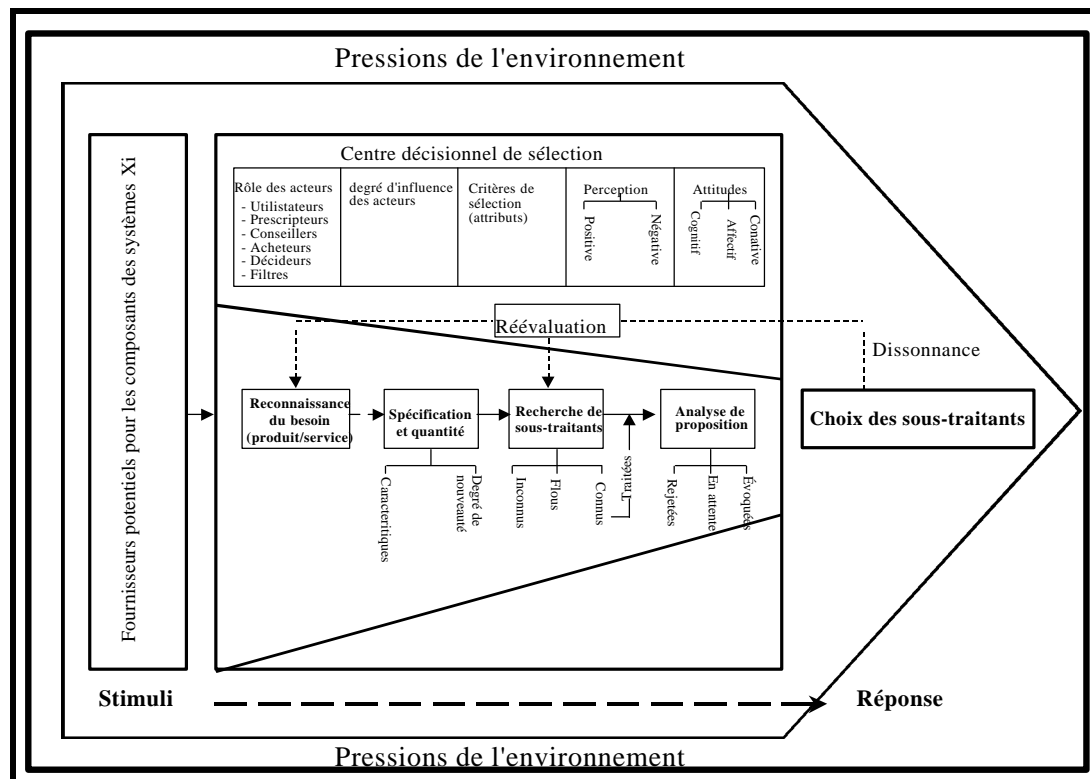 Pressions de l'environnement
Fournisseurs potentiels pour les composants des systèmes Xi
Centre décisionnel de sélection
Rôle des acteurs
- Utilistateurs
- Prescripteurs
- Conseillers
- Acheteurs
- Décideurs
- Filtres
degré d'influence
des acteurs
Critères de
sélection
(attributs)
Perception
Positive
Négative
Attitudes
Cognitif
Affectif
Conative
Réévaluation
Dissonnance
Reconnaissance
du besoin
(produit/service)
Spécification
et quantité
Recherche de
sous-traitants
Analyse de
proposition
Choix des sous-traitants
Caracteritiques
Degré de
nouveauté
Inconnus
Flous
Connus
Traitées
Rejetées
En attente
Évoquées
Stimuli
Réponse
Pressions de l'environnement